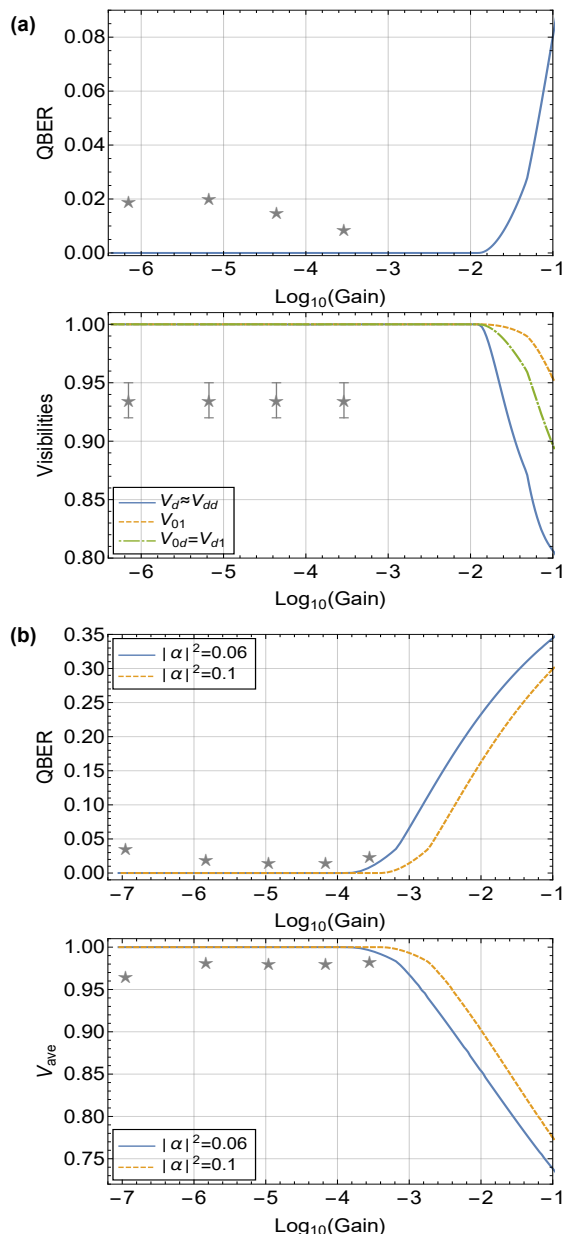 (a)
0.08
0.06
0.04
0.02
0.00
QBER
−6 −5 −4 −3 −2 −1
Log10(Gain)
1.00
0.95
0.90
0.85
0.80
Visibilities
Vd≈Vdd
V01
V0d=Vd1
−6 −5 −4 −3 −2 −1
Log10(Gain)
(b)
0.35
0.30
0.25
0.20
0.15
0.10
0.05
0.00
QBER
|α|²=0.06
|α|²=0.1
−7 −6 −5 −4 −3 −2 −1
Log10(Gain)
1.00
0.95
0.90
0.85
0.80
0.75
Vave
|α|²=0.06
|α|²=0.1
−7 −6 −5 −4 −3 −2 −1
Log10(Gain)